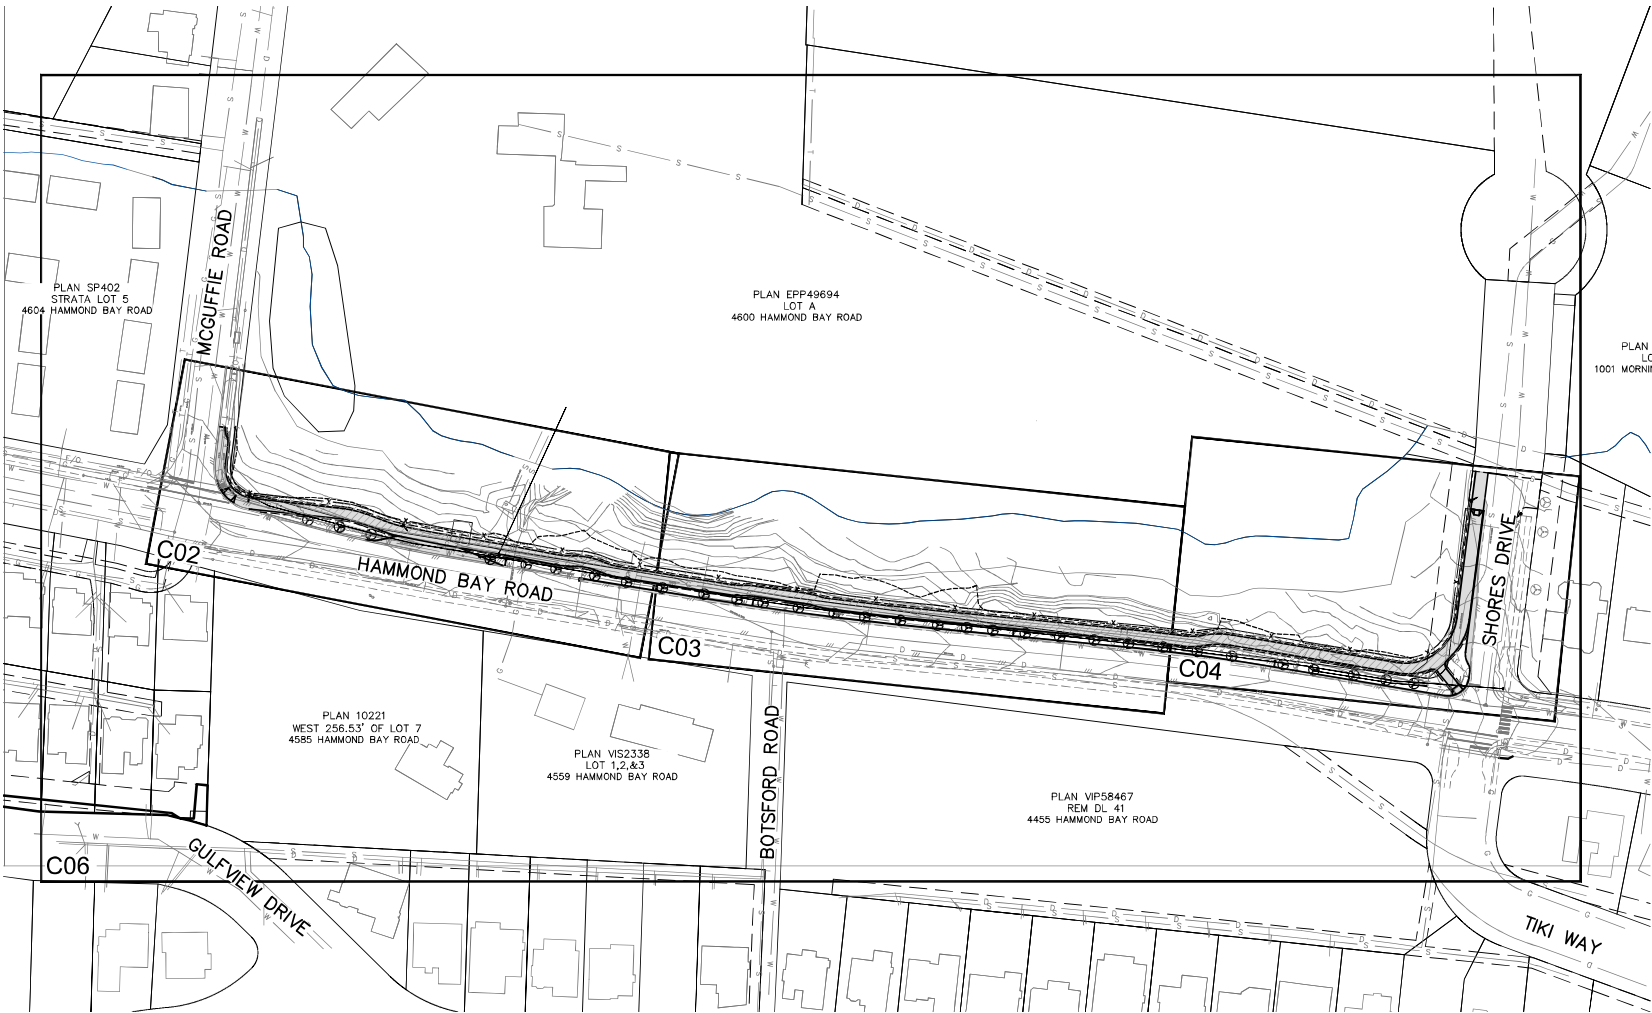 MCGUFFIE ROAD
PLAN SP402
STRATA LOT 5
4604 HAMMOND BAY ROAD
PLAN EPP49694
LOT A
4600 HAMMOND BAY ROAD
PLAN
1001
C02
HAMMOND BAY ROAD
C03
C04
SHORES DRIVE
PLAN 10221
WEST 256.53' OF LOT 7
4585 HAMMOND BAY ROAD
PLAN VIS2338
LOT 1,2,&3
4559 HAMMOND BAY ROAD
BOTSFORD ROAD
PLAN VIP58467
REM DL 41
4455 HAMMOND BAY ROAD
C06
GULFVIEW DRIVE
TIKI WAY